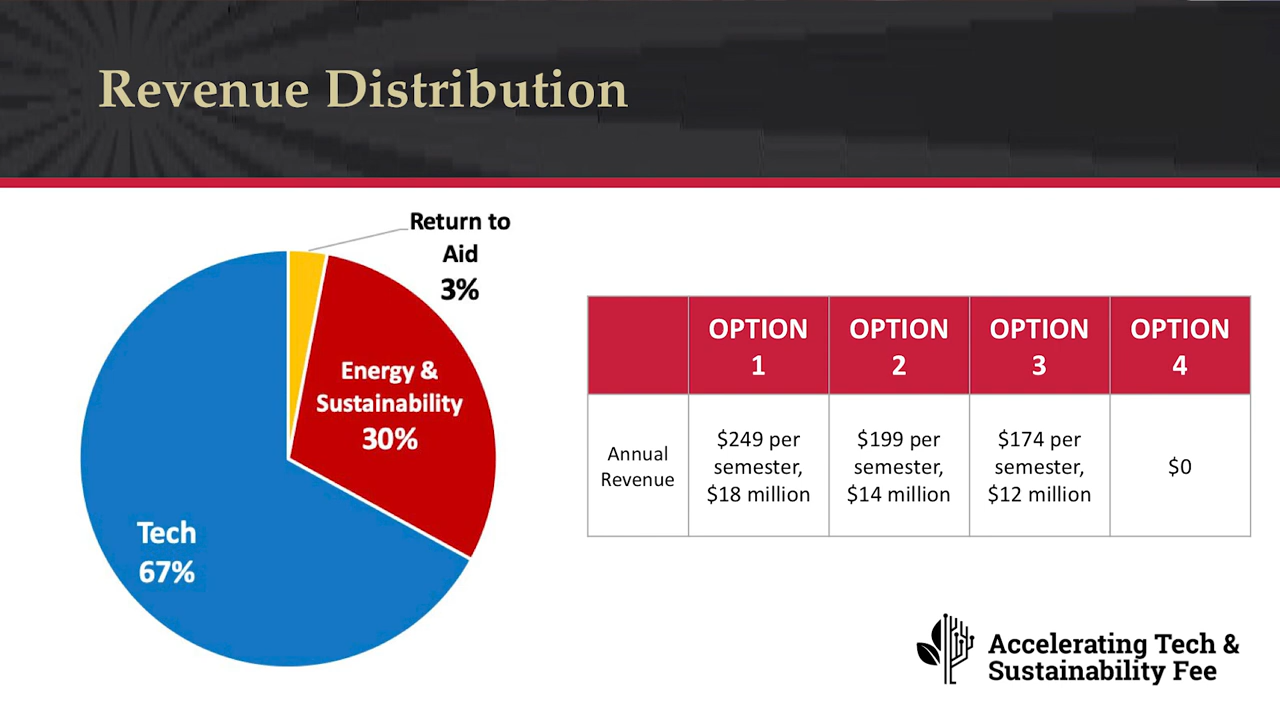 Revenue Distribution
Return to
Aid
3%
Energy &
Sustainability
30%
Tech
67%
OPTION
1
OPTION
2
OPTION
3
OPTION
4
Annual
Revenue
$249 per
semester,
$18 million
$199 per
semester,
$14 million
$174 per
semester,
$12 million
$0
Accelerating Tech &
Sustainability Fee